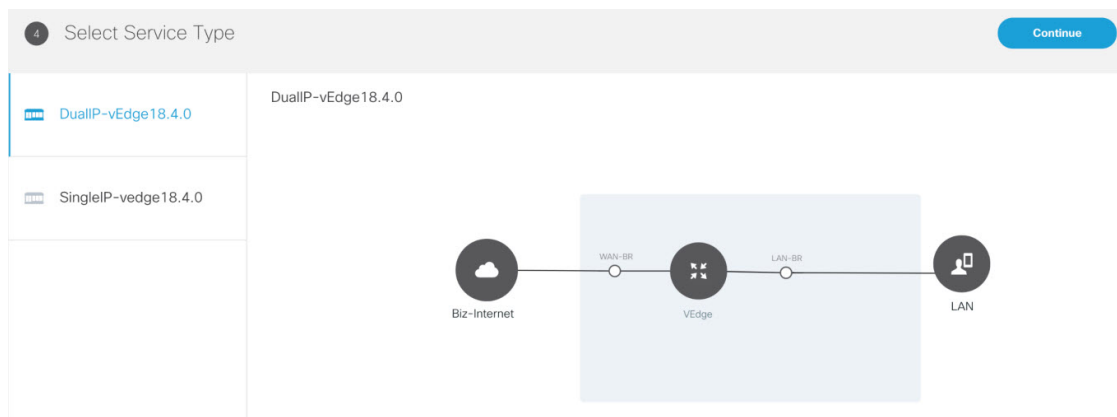 4 Select Service Type
Continue
DualIP-vEdge18.4.0
SingleIP-vedge18.4.0
DualIP-vEdge18.4.0
WAN-BR
LAN-BR
Biz-Internet
VEdge
LAN